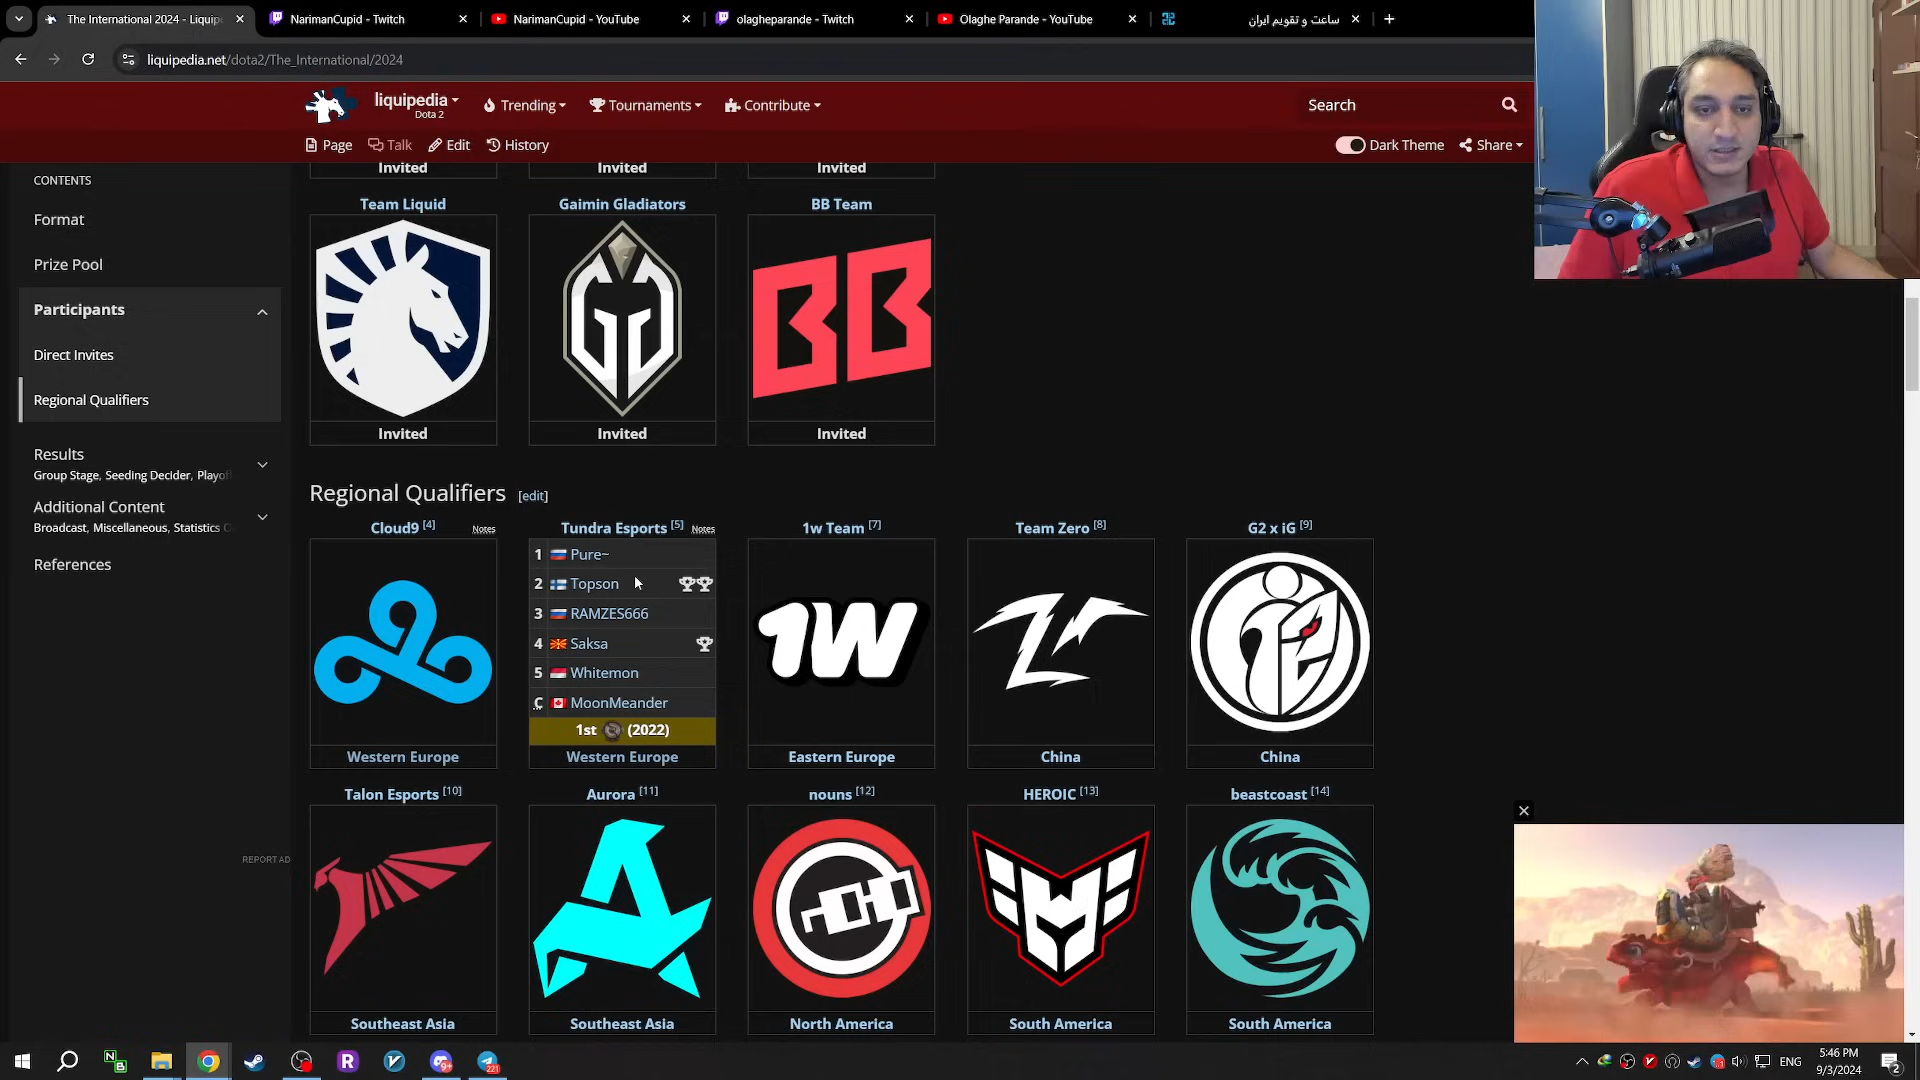 The International 2024 - Liquip
NarimanCupid - Twitch
NarimanCupid - YouTube
olagheparande - Twitch
Olaghe Parande - YouTube
ساعت و تقویم ایران
liquipedia.net/dota2/The_International/2024
liquipedia
Dota 2
Trending
Tournaments
Contribute
Search
Page
Talk
Edit
History
Dark Theme
Share
CONTENTS
Format
Prize Pool
Participants
Direct Invites
Regional Qualifiers
Results
Group Stage, Seeding Decider, Playof
Additional Content
Broadcast, Miscellaneous, Statistics
References
REPORT AD
Invited
Invited
Invited
Team Liquid
Gaimin Gladiators
BB Team
BB
Invited
Invited
Invited
Regional Qualifiers [edit]
Cloud9 [4] Notes
Tundra Esports [5] Notes
1w Team [7]
Team Zero [8]
G2 x iG [9]
1 Pure~
2 Topson
3 RAMZES666
4 Saksa
5 Whitemon
C MoonMeander
1st (2022)
1W
Western Europe
Western Europe
Eastern Europe
China
China
Talon Esports [10]
Aurora [11]
nouns [12]
HEROIC [13]
beastcoast [14]
Southeast Asia
Southeast Asia
North America
South America
South America
N
B
R
V
9+
221
ENG
5:46 PM
9/3/2024
2